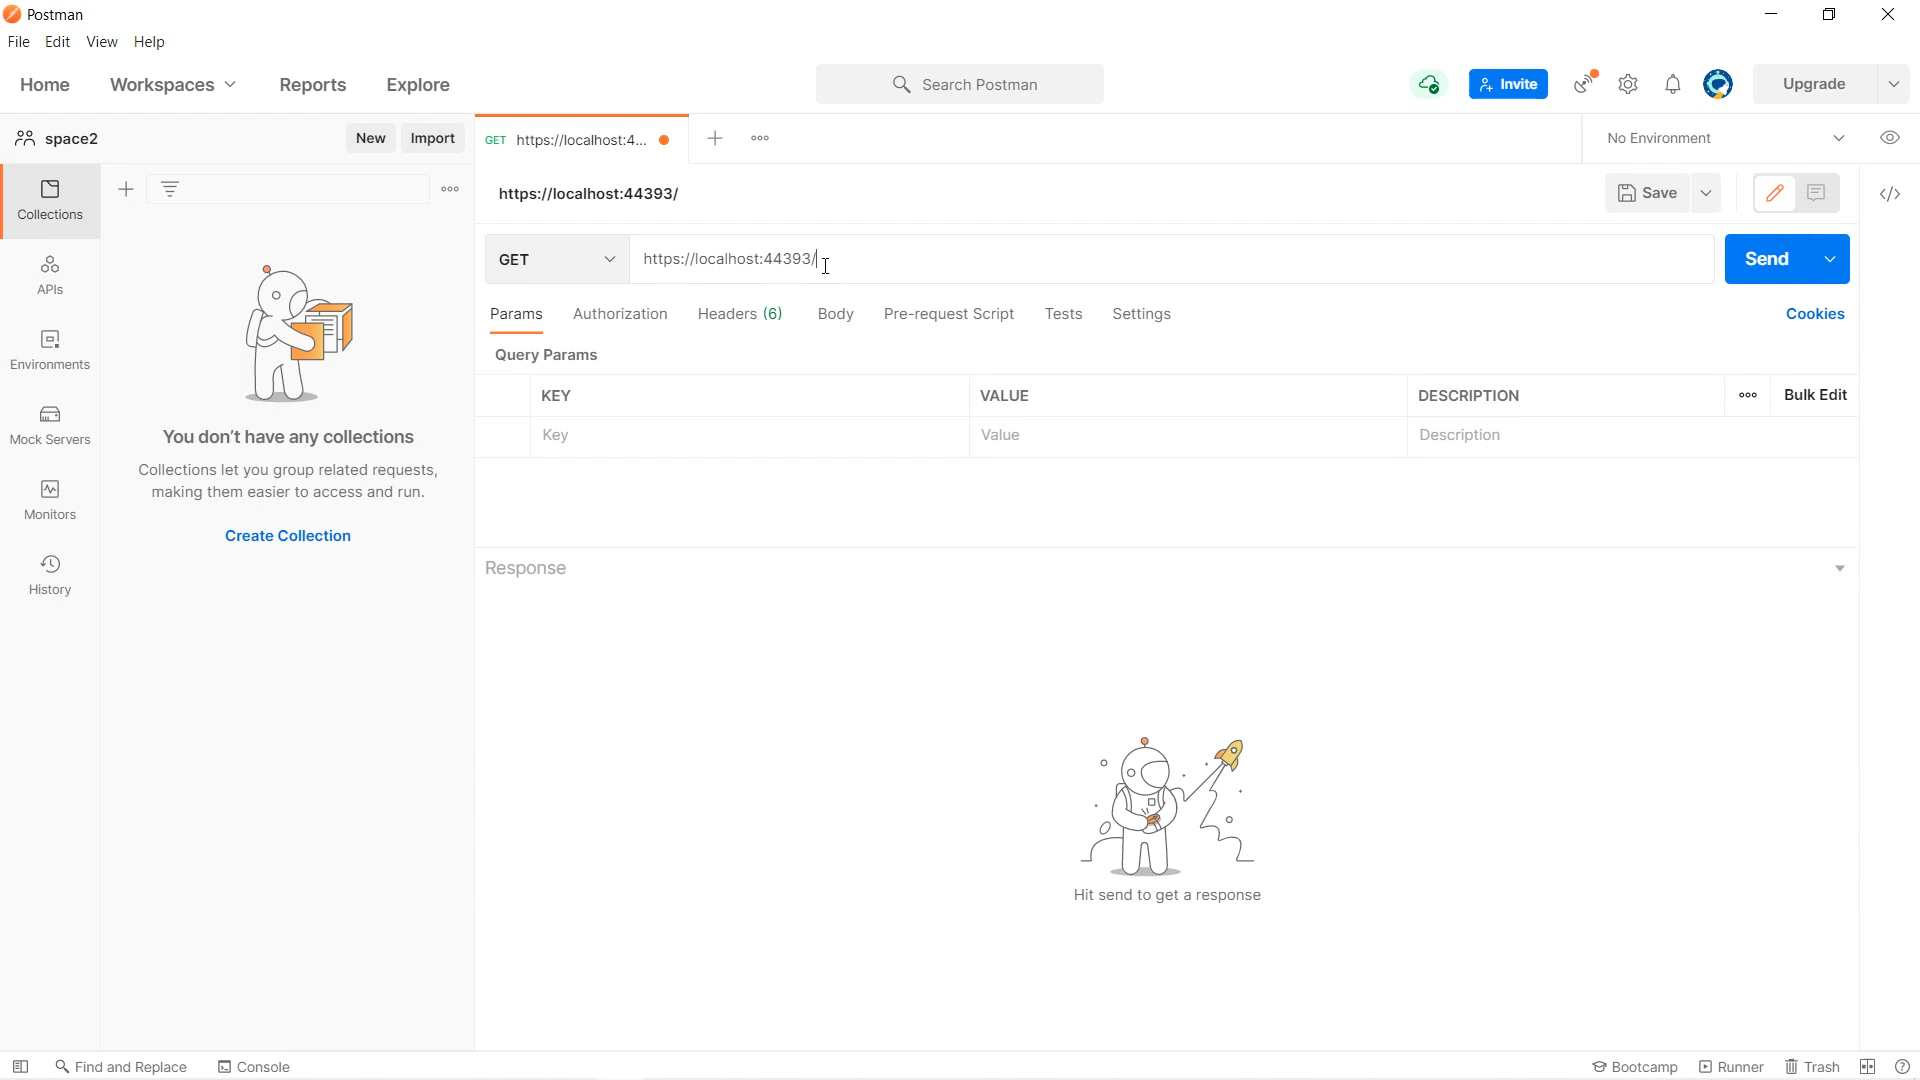 Postman
File Edit View Help
Home Workspaces Reports Explore Search Postman Invite Upgrade
space2 New Import GET https://localhost:4... No Environment
https://localhost:44393/ Save
Collections
GET https://localhost:44393/ Send
APIs
Params Authorization Headers (6) Body Pre-request Script Tests Settings Cookies
Environments
Query Params
KEY VALUE DESCRIPTION Bulk Edit
Mock Servers
Key Value Description
You don't have any collections
Collections let you group related requests,
making them easier to access and run.
Monitors
Create Collection
Response
History
Hit send to get a response
Find and Replace Console Bootcamp Runner Trash